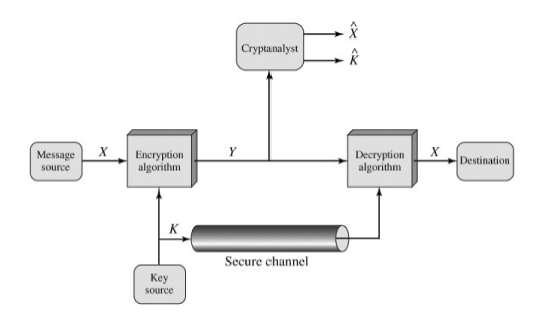 X̂
Cryptanalyst
K̂
Message
source
X
Encryption
algorithm
Y
Decryption
algorithm
X
Destination
K
Secure channel
Key
source